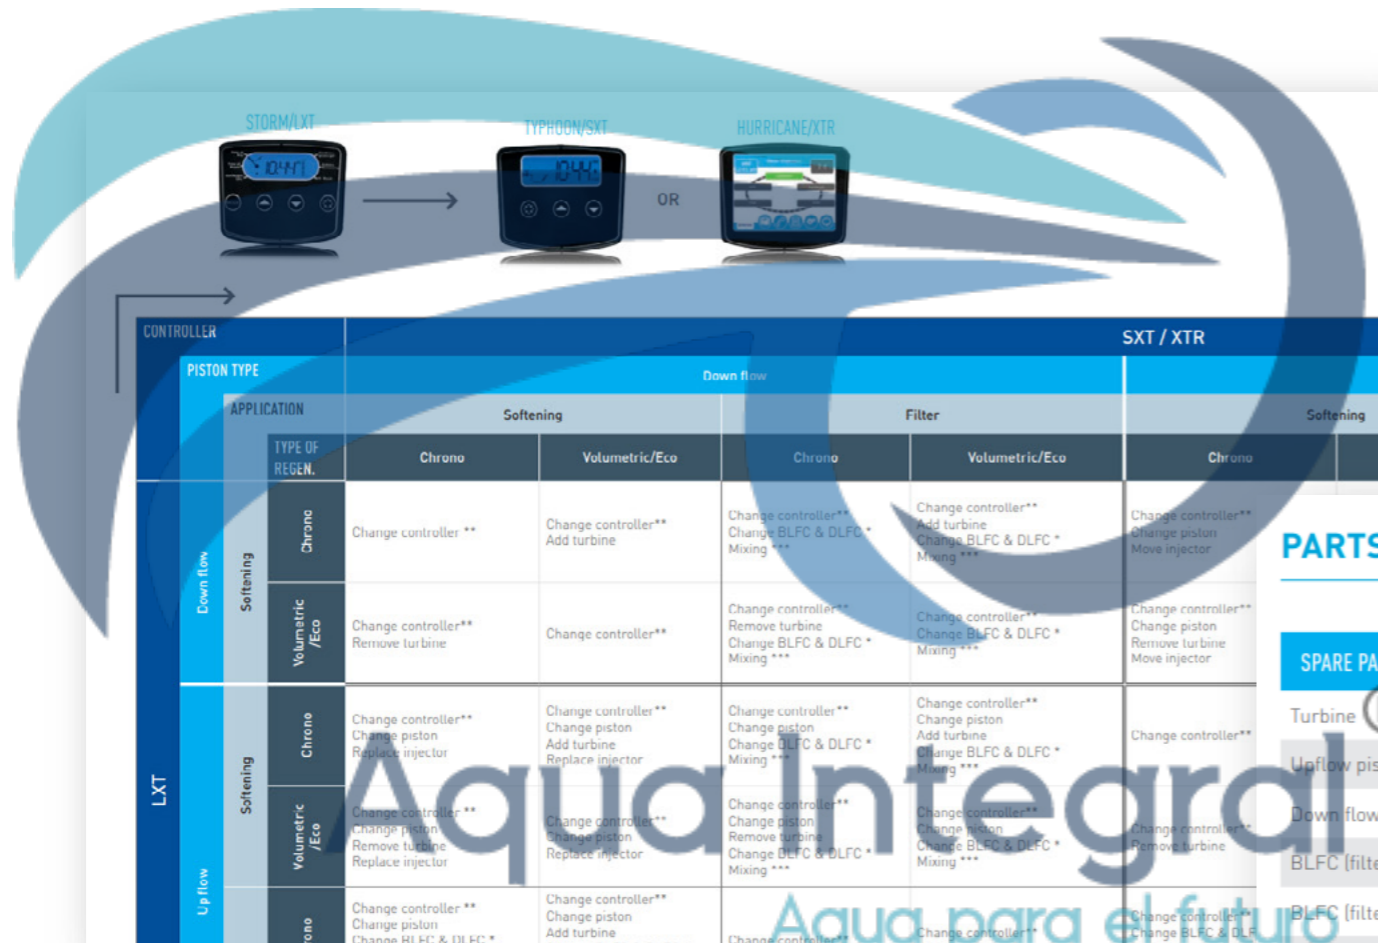 STORM/LXT
TYPHOON/SXT
HURRICANE/XTR
10:44
10:44
OR
CONTROLLER
SXT / XTR
PISTON TYPE
Down flow
APPLICATION
Softening
Filter
Softening
TYPE OF
REGEN.
Chrono
Volumetric/Eco
Chrono
Volumetric/Eco
Chrono
LXT
Down flow
Softening
Chrono
Change controller **
Change controller**
Add turbine
Change controller**
Change BLFC & DLFC *
Mixing ***
Change controller**
Add turbine
Change BLFC & DLFC *
Mixing ***
Change controller**
Change piston
Move injector
Volumetric
/Eco
Change controller**
Remove turbine
Change controller**
Change controller**
Remove turbine
Change BLFC & DLFC *
Mixing ***
Change controller**
Change BLFC & DLFC *
Mixing ***
Change controller**
Change piston
Remove turbine
Move injector
Up flow
Softening
Chrono
Change controller**
Change piston
Replace injector
Change controller**
Change piston
Add turbine
Replace injector
Change controller**
Change piston
Change BLFC & DLFC *
Mixing ***
Change controller**
Change piston
Add turbine
Change BLFC & DLFC *
Mixing ***
Change controller**
Volumetric
/Eco
Change controller **
Change piston
Remove turbine
Replace injector
Change controller**
Change piston
Replace injector
Change controller**
Change piston
Remove turbine
Change BLFC & DLFC *
Mixing ***
Change controller**
Change piston
Change BLFC & DLFC *
Mixing ***
Change controller**
Remove turbine
ono
Change controller **
Change piston
Change BLFC & DLFC *
Change controller**
Change piston
Add turbine
Change controller**
Change controller**
Change controller**
Change BLFC & DLF
PARTS
SPARE PA
Turbine
Upflow pis
Down flow
BLFC (filte
BLFC (filte
Aqua Integral
Agua para el futuro